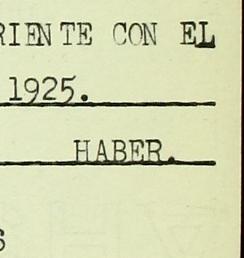 RIENTE CON EL
1925.
HABER.
S